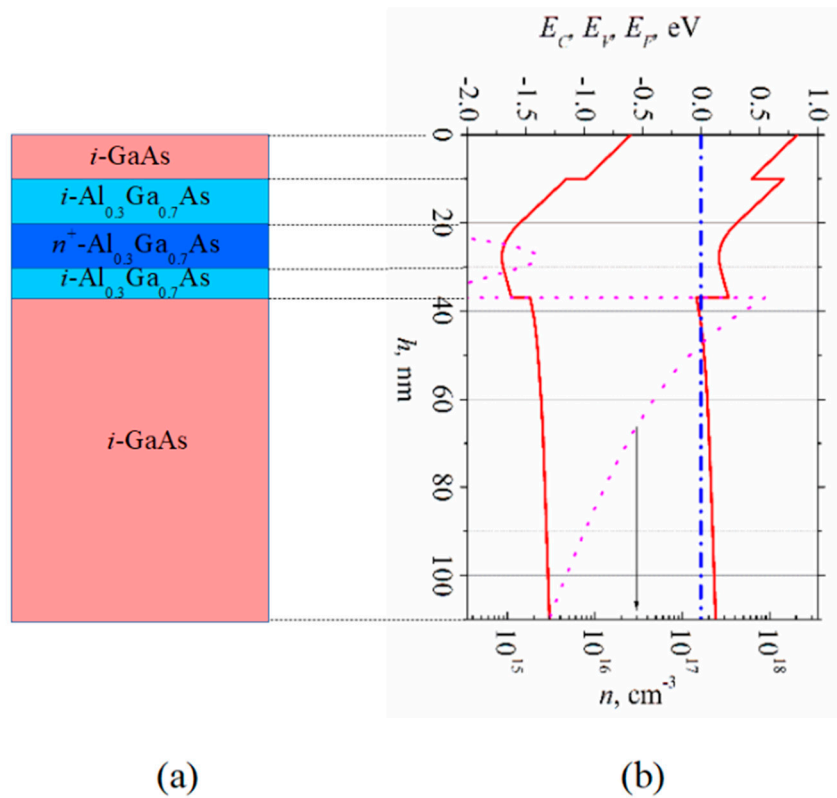 E_C, E_V, E_F, eV
-2.0 -1.5 -1.0 -0.5 0.0 0.5 1.0
i-GaAs
i-Al0.3Ga0.7As
n+-Al0.3Ga0.7As
i-Al0.3Ga0.7As
i-GaAs
0
20
40
60
80
100
h, nm
10^15 10^16 10^17 10^18
n, cm^-3
(a) (b)